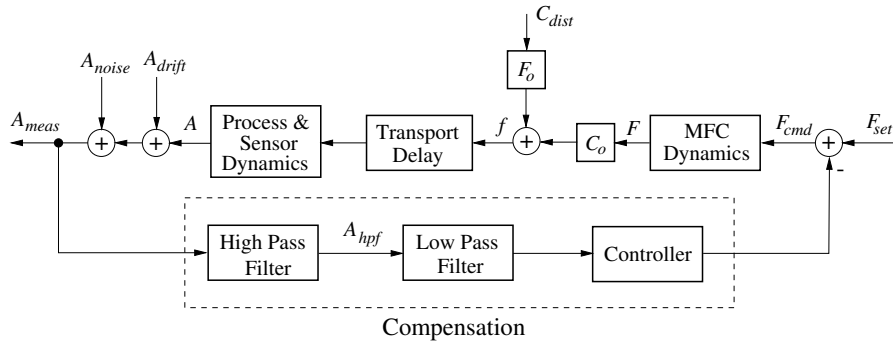 C_dist
A_noise
A_drift
F_o
A_meas
A
Process &
Sensor
Dynamics
Transport
Delay
f
C_o
F
MFC
Dynamics
F_cmd
F_set
+
+
+
+
-
High Pass
Filter
A_hpf
Low Pass
Filter
Controller
Compensation